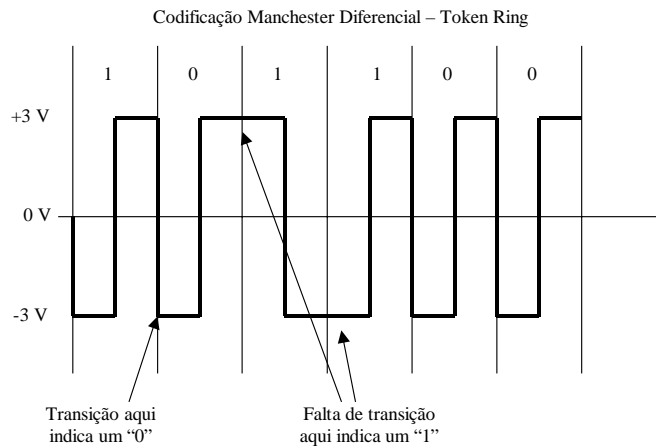 Codificação Manchester Diferencial – Token Ring
1 0 1 1 0 0
+3 V
0 V
-3 V
Transição aqui
indica um “0”
Falta de transição
aqui indica um “1”